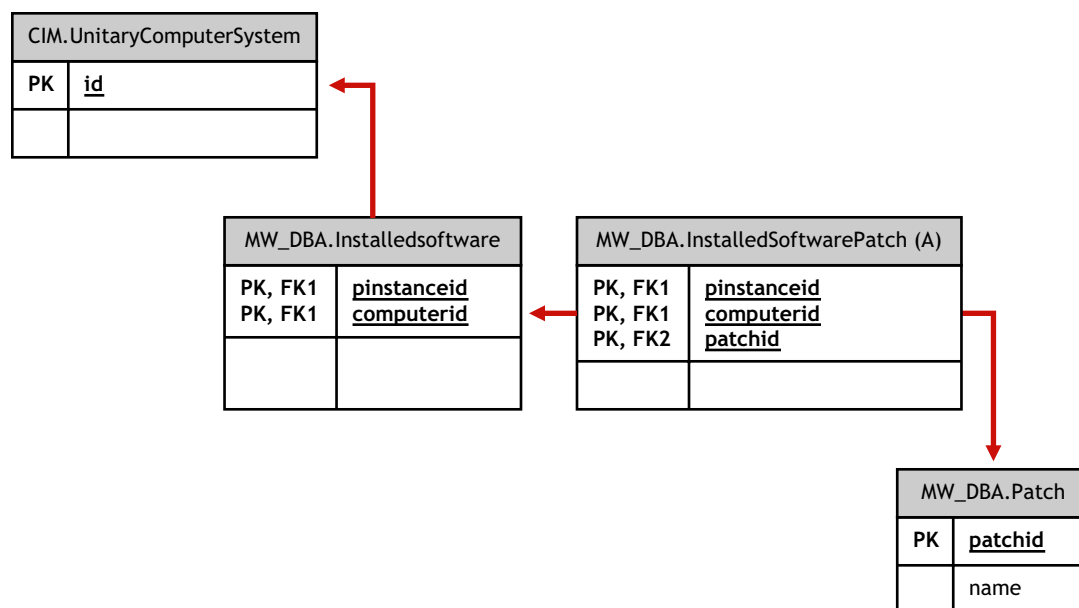 CIM.UnitaryComputerSystem
PK id
MW_DBA.Installedsoftware
PK, FK1 pinstanceid
PK, FK1 computerid
MW_DBA.InstalledSoftwarePatch (A)
PK, FK1 pinstanceid
PK, FK1 computerid
PK, FK2 patchid
MW_DBA.Patch
PK patchid
name